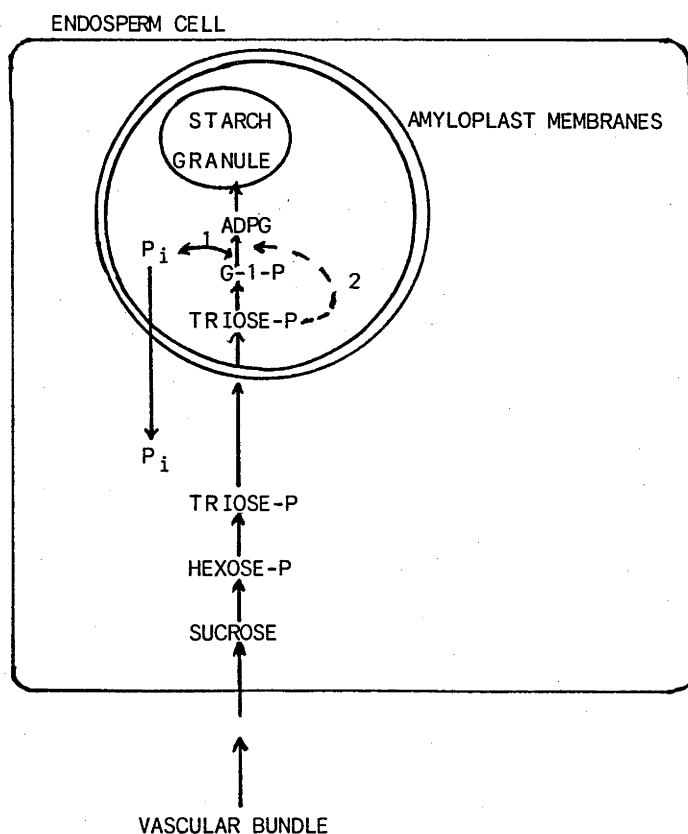 ENDOSPERM CELL
STARCH
GRANULE
AMYLOPLAST MEMBRANES
ADPG
1
Pi
G-1-P
2
TRIOSE-P
Pi
TRIOSE-P
HEXOSE-P
SUCROSE
VASCULAR BUNDLE